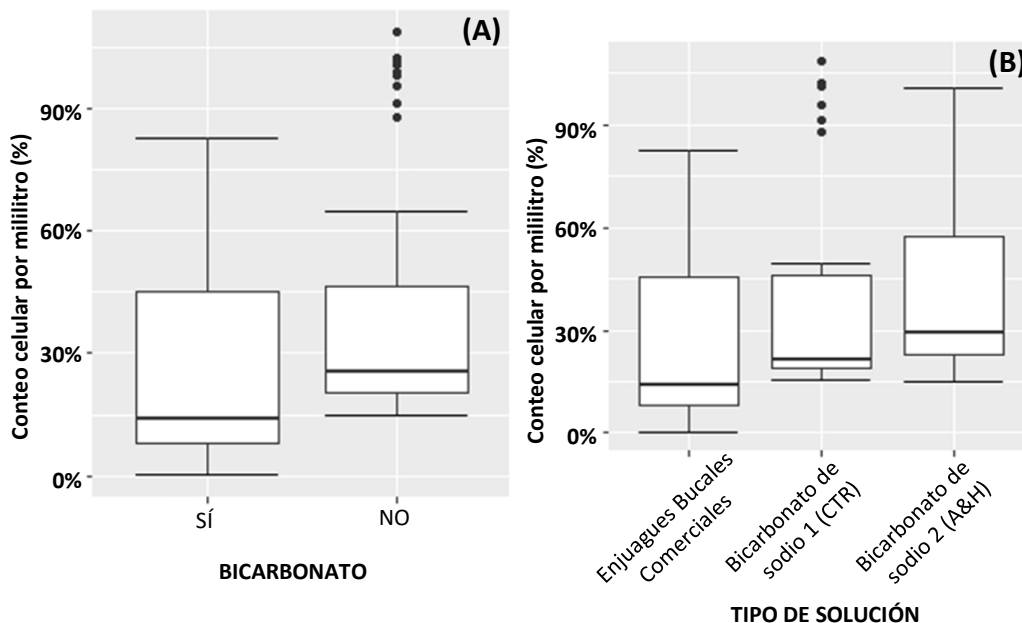 (A)
Conteo celular por mililitro (%)
90%
60%
30%
0%
SÍ
NO
BICARBONATO
(B)
Conteo celular por mililitro (%)
90%
60%
30%
0%
Enjuagues Bucales
Comerciales
Bicarbonato de
sodio 1 (CTR)
Bicarbonato de
sodio 2 (A&H)
TIPO DE SOLUCIÓN